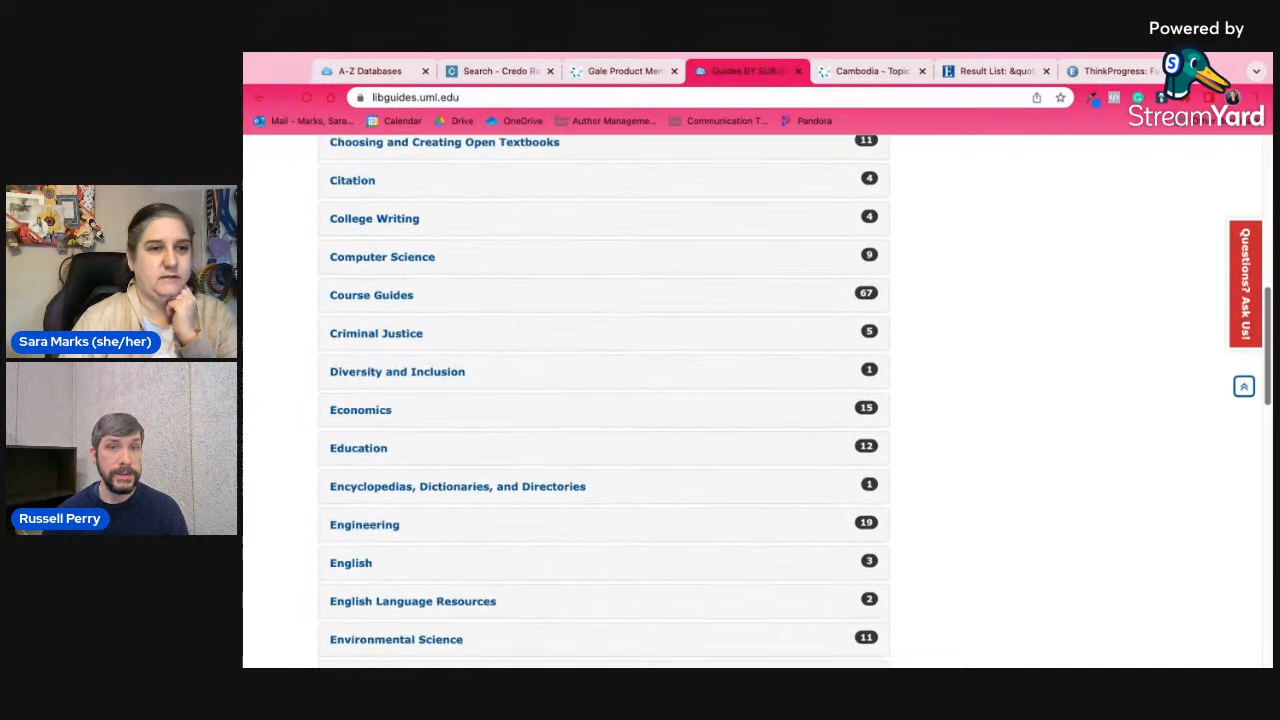 Powered by
StreamYard
A-Z Databases
Search - Credo Re
Gale Product Men
Guides BY SUBJ
Cambodia - Topic
Result List: &quot
ThinkProgress: Fu
libguides.uml.edu
Mail - Marks, Sara...
Calendar
Drive
OneDrive
Author Manageme...
Communication T...
Pandora
Choosing and Creating Open Textbooks 11
Citation 4
College Writing 4
Computer Science 9
Course Guides 67
Criminal Justice 5
Diversity and Inclusion 1
Economics 15
Education 12
Encyclopedias, Dictionaries, and Directories 1
Engineering 19
English 3
English Language Resources 2
Environmental Science 11
Questions? Ask Us!
Sara Marks (she/her)
Russell Perry